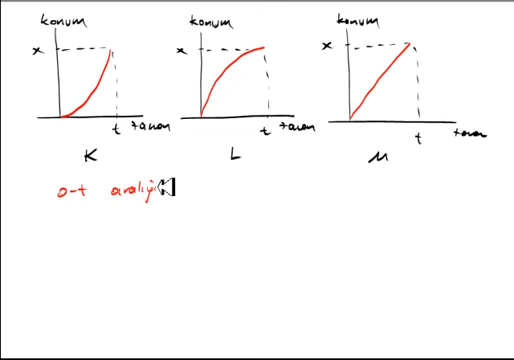 konum konum konum
x x x
t zaman t zaman t zaman
K L M
0-t aralığı